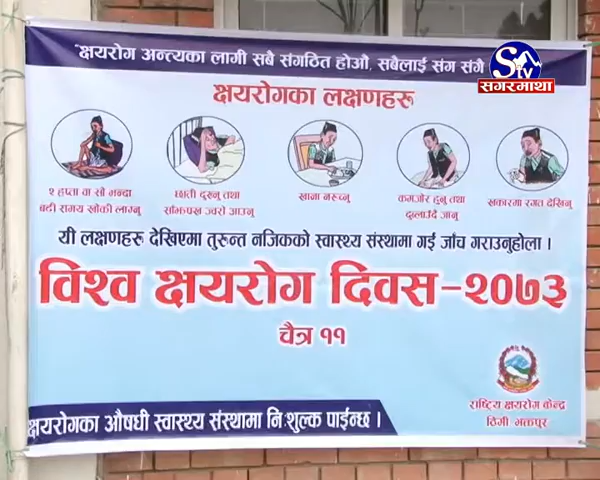 "क्षयरोग अन्त्यका लागी सबै संगठित होऔं, सबैलाई संग संगै
S tv
सगरमाथा
क्षयरोगका लक्षणहरू
२ हप्ता वा सो भन्दा
बढी समय खोकी लाग्नु
छाती दुख्नु तथा
साँझपख ज्वरो आउनु
खाना नरूच्नु
कमजोर हुनु तथा
दुब्लाउँदै जानु
खकारमा रगत देखिनु
यी लक्षणहरू देखिएमा तुरून्त नजिकको स्वास्थ्य संस्थामा गई जाँच गराउनुहोला ।
विश्व क्षयरोग दिवस-२०७३
चैत्र ११
राष्ट्रिय क्षयरोग केन्द्र
ठिमी भक्तपुर
क्षयरोगका औषधी स्वास्थ्य संस्थामा नि:शुल्क पाईन्छ ।